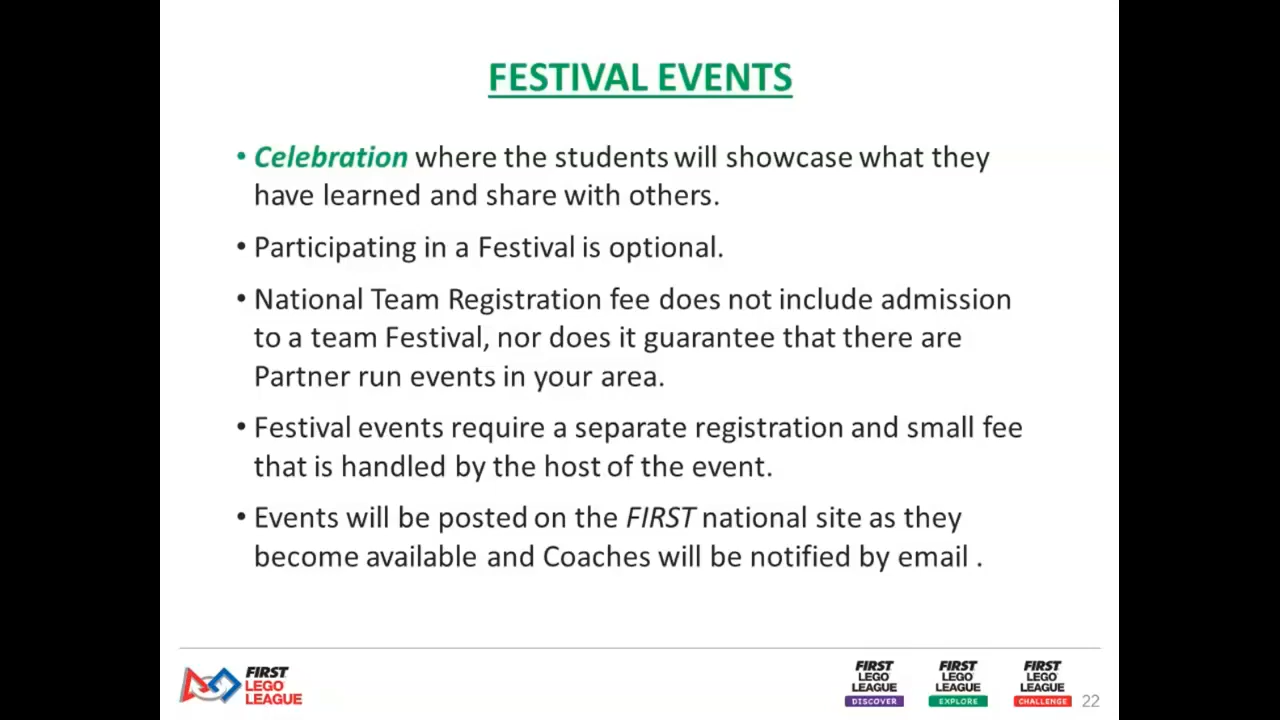 FESTIVAL EVENTS
• Celebration where the students will showcase what they
have learned and share with others.
• Participating in a Festival is optional.
• National Team Registration fee does not include admission
to a team Festival, nor does it guarantee that there are
Partner run events in your area.
• Festival events require a separate registration and small fee
that is handled by the host of the event.
• Events will be posted on the FIRST national site as they
become available and Coaches will be notified by email .
FIRST
LEGO
LEAGUE
FIRST
LEGO
LEAGUE
DISCOVER
FIRST
LEGO
LEAGUE
EXPLORE
FIRST
LEGO
LEAGUE
CHALLENGE
22